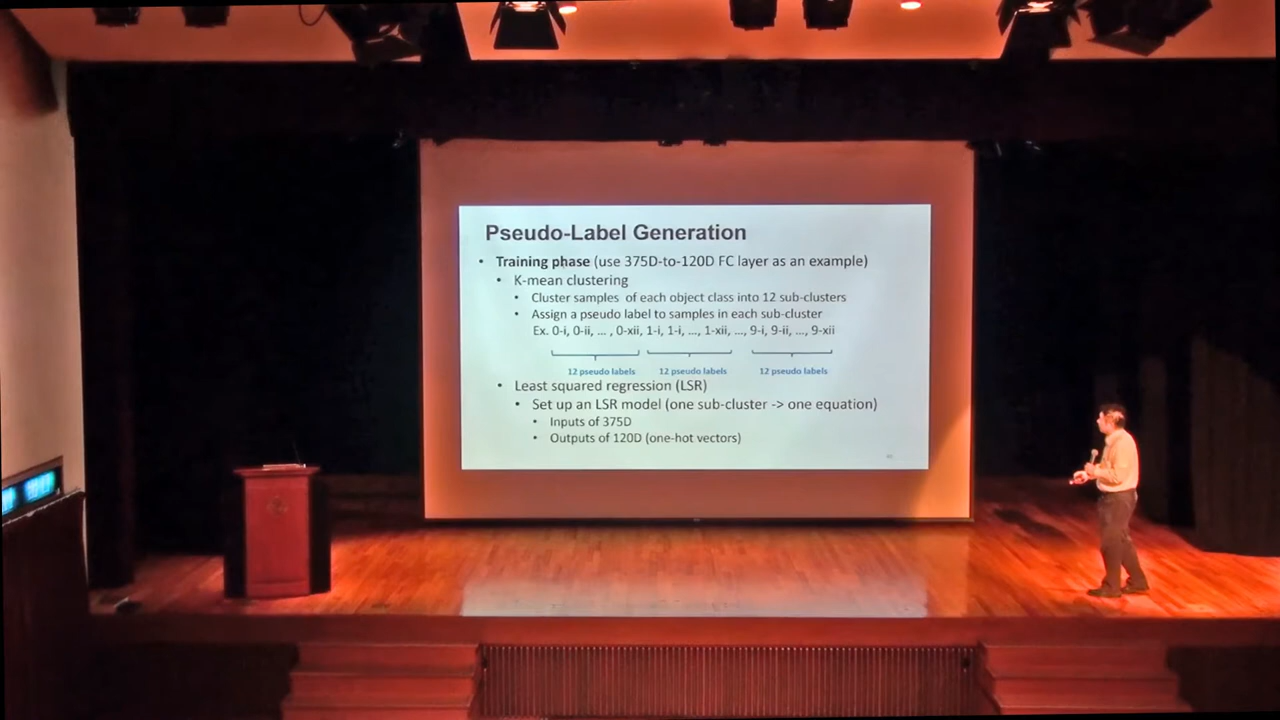 Pseudo-Label Generation
• Training phase (use 375D-to-120D FC layer as an example)
• K-mean clustering
• Cluster samples of each object class into 12 sub-clusters
• Assign a pseudo label to samples in each sub-cluster
Ex. 0-i, 0-ii, ... , 0-xii, 1-i, 1-i, ..., 1-xii, ..., 9-i, 9-ii, ..., 9-xii
12 pseudo labels 12 pseudo labels 12 pseudo labels
• Least squared regression (LSR)
• Set up an LSR model (one sub-cluster -> one equation)
• Inputs of 375D
• Outputs of 120D (one-hot vectors)